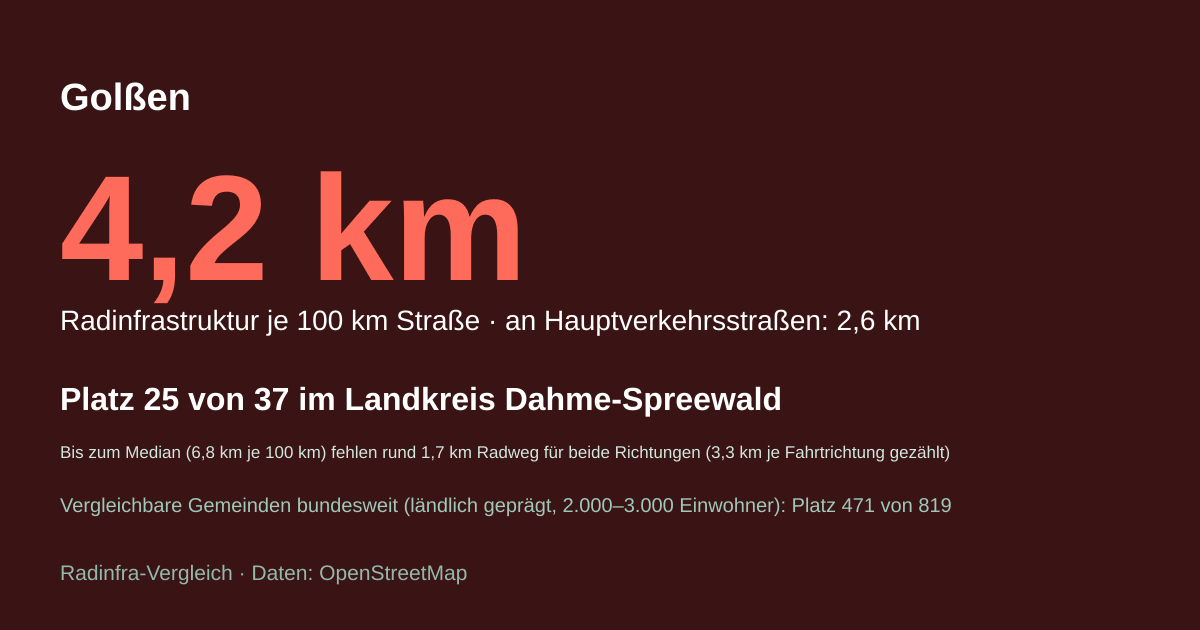 Golßen
4,2 km
Radinfrastruktur je 100 km Straße · an Hauptverkehrsstraßen: 2,6 km
Platz 25 von 37 im Landkreis Dahme-Spreewald
Bis zum Median (6,8 km je 100 km) fehlen rund 1,7 km Radweg für beide Richtungen (3,3 km je Fahrtrichtung gezählt)
Vergleichbare Gemeinden bundesweit (ländlich geprägt, 2.000–3.000 Einwohner): Platz 471 von 819
Radinfra-Vergleich · Daten: OpenStreetMap